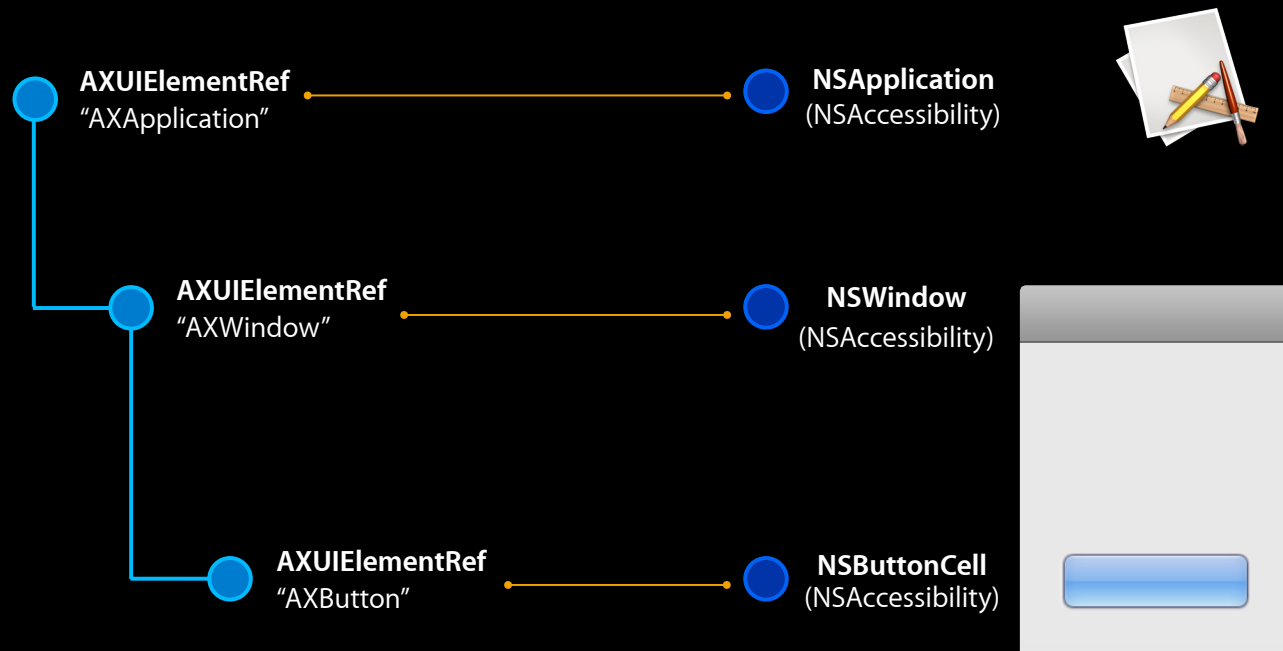 AXUIElementRef
“AXApplication”
NSApplication
(NSAccessibility)
AXUIElementRef
“AXWindow”
NSWindow
(NSAccessibility)
AXUIElementRef
“AXButton”
NSButtonCell
(NSAccessibility)